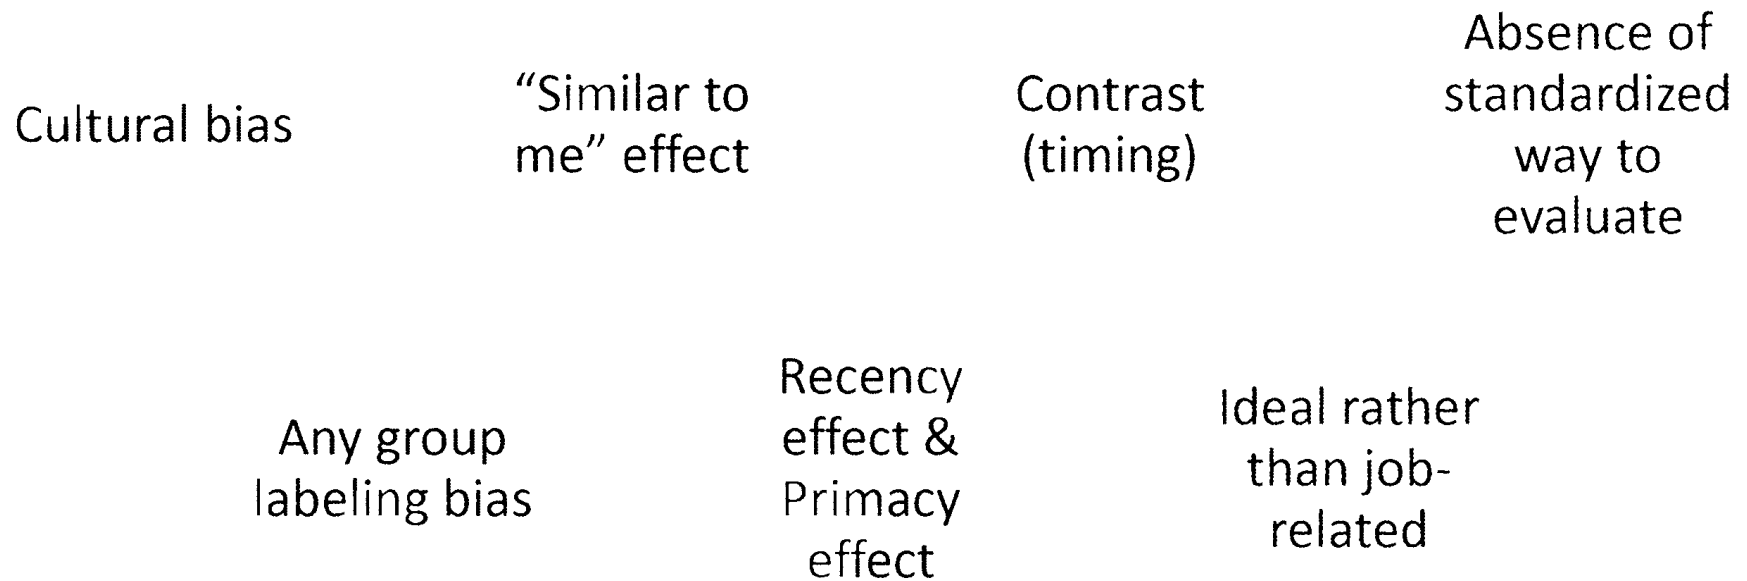 Cultural bias
“Similar to
me” effect
Contrast
(timing)
Absence of
standardized
way to
evaluate
Any group
labeling bias
Recency
effect &
Primacy
effect
Ideal rather
than job-
related